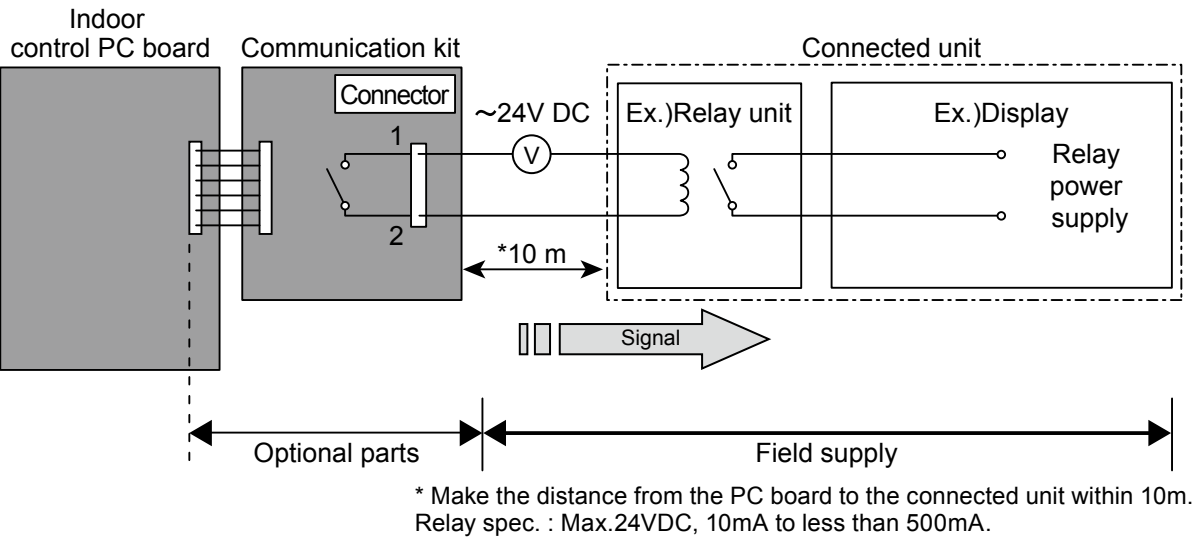 Indoor
control PC board
Communication kit
Connected unit
Connector
～24V DC
Ex.)Relay unit
Ex.)Display
1
V
Relay
power
supply
2
*10 m
Signal
Optional parts
Field supply
* Make the distance from the PC board to the connected unit within 10m.
Relay spec. : Max.24VDC, 10mA to less than 500mA.